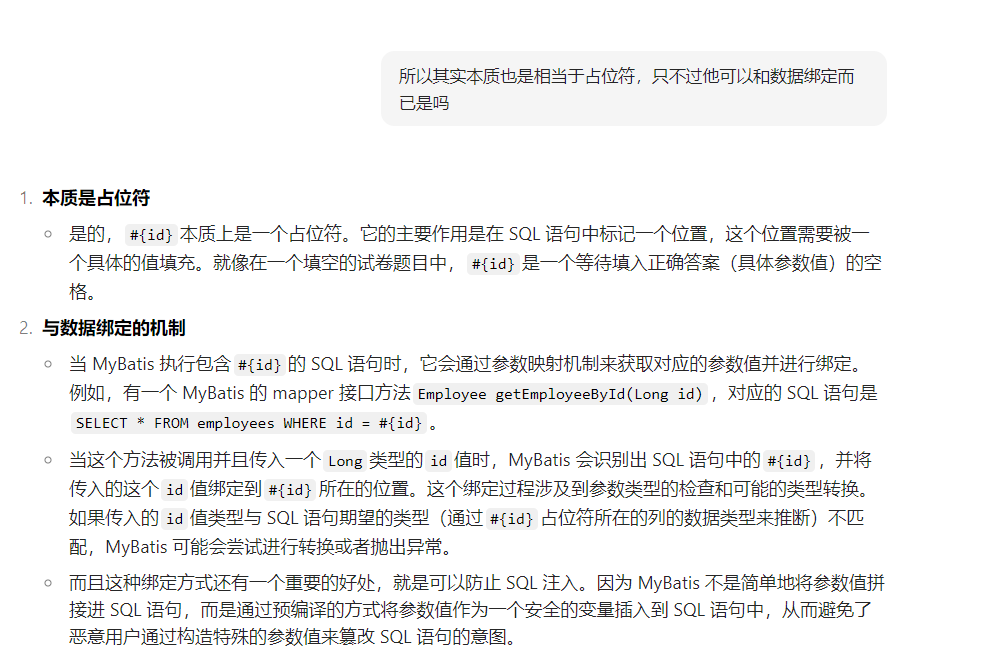 所以其实本质也是相当于占位符，只不过他可以和数据绑定而
已是吗
1. 本质是占位符
是的， #{id} 本质上是一个占位符。它的主要作用是在 SQL 语句中标记一个位置，这个位置需要被一
个具体的值填充。就像在一个填空的试卷题目中， #{id} 是一个等待填入正确答案（具体参数值）的空
格。
2. 与数据绑定的机制
当 MyBatis 执行包含 #{id} 的 SQL 语句时，它会通过参数映射机制来获取对应的参数值并进行绑定。
例如，有一个 MyBatis 的 mapper 接口方法 Employee getEmployeeById(Long id) ，对应的 SQL 语句是
SELECT * FROM employees WHERE id = #{id} 。
当这个方法被调用并且传入一个 Long 类型的 id 值时，MyBatis 会识别出 SQL 语句中的 #{id} ，并将
传入的这个 id 值绑定到 #{id} 所在的位置。这个绑定过程涉及到参数类型的检查和可能的类型转换。
如果传入的 id 值类型与 SQL 语句期望的类型（通过 #{id} 占位符所在的列的数据类型来推断）不匹
配，MyBatis 可能会尝试进行转换或者抛出异常。
而且这种绑定方式还有一个重要的好处，就是可以防止 SQL 注入。因为 MyBatis 不是简单地将参数值拼
接进 SQL 语句，而是通过预编译的方式将参数值作为一个安全的变量插入到 SQL 语句中，从而避免了
恶意用户通过构造特殊的参数值来篡改 SQL 语句的意图。